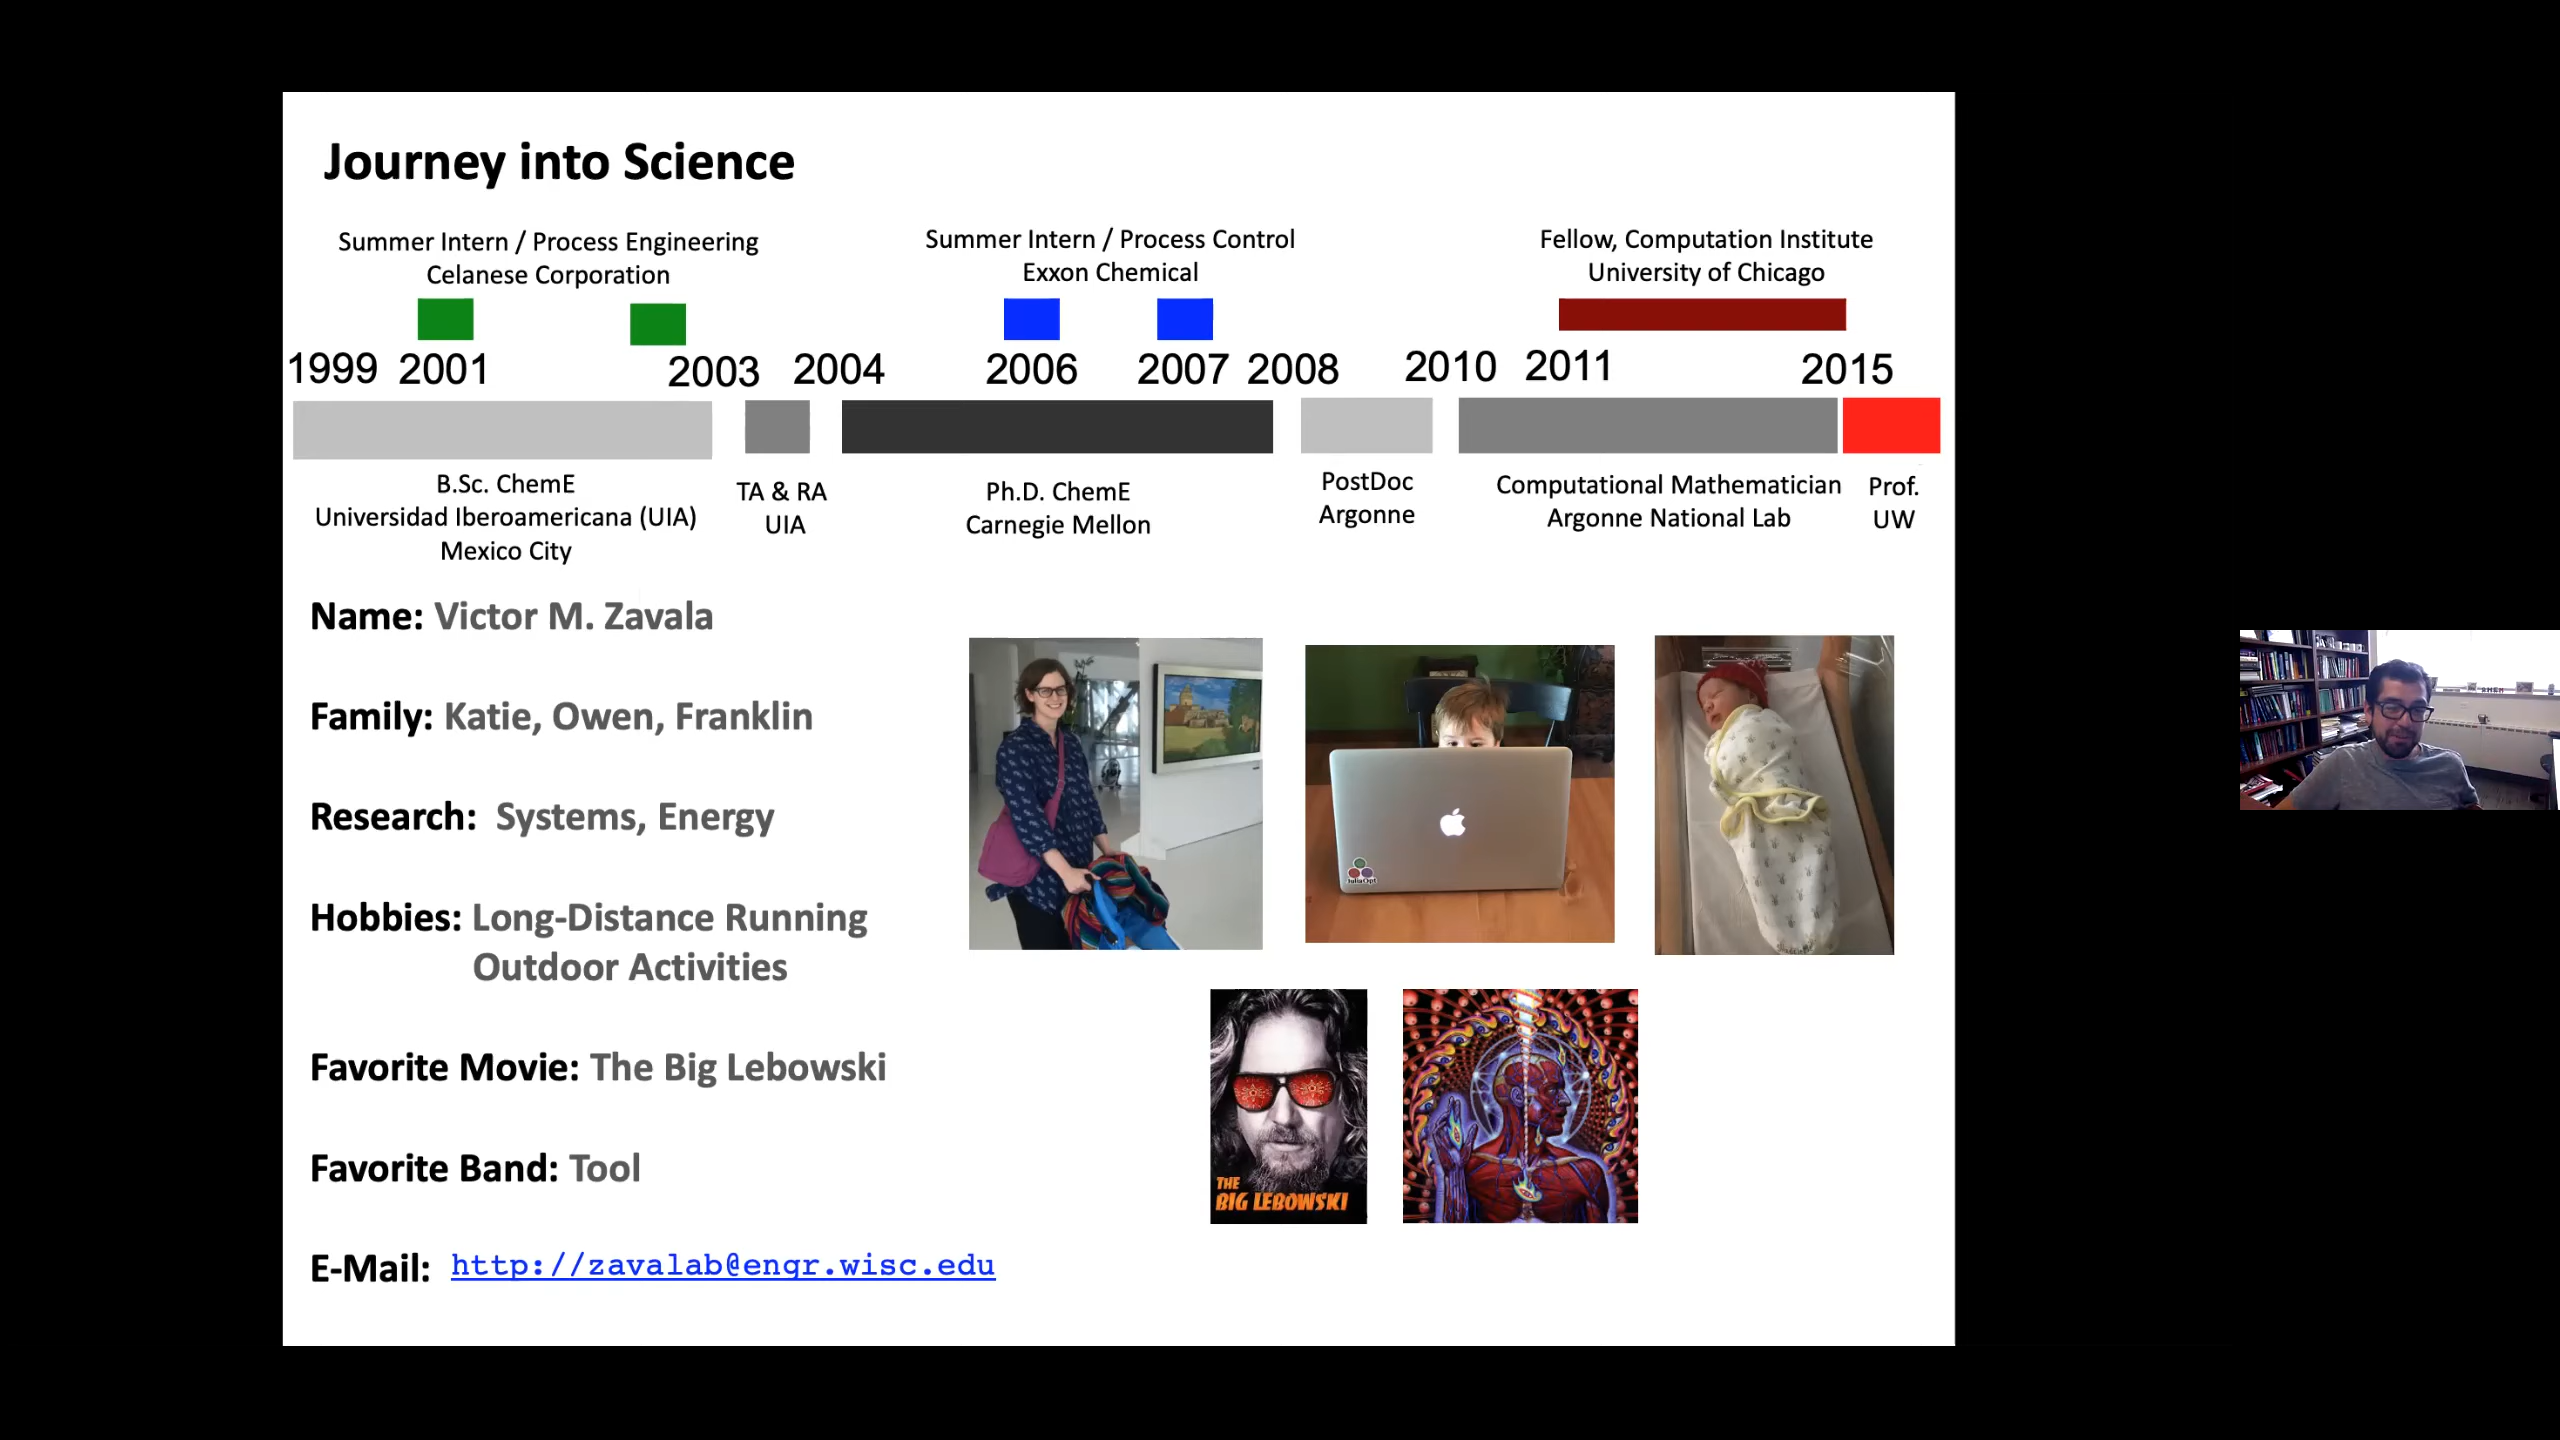 Journey into Science
Summer Intern / Process Engineering
Celanese Corporation
Summer Intern / Process Control
Exxon Chemical
Fellow, Computation Institute
University of Chicago
1999 2001 2003 2004 2006 2007 2008 2010 2011 2015
B.Sc. ChemE
Universidad Iberoamericana (UIA)
Mexico City
TA & RA
UIA
Ph.D. ChemE
Carnegie Mellon
PostDoc
Argonne
Computational Mathematician
Argonne National Lab
Prof.
UW
Name: Victor M. Zavala
Family: Katie, Owen, Franklin
Research: Systems, Energy
Hobbies: Long-Distance Running
Outdoor Activities
Favorite Movie: The Big Lebowski
Favorite Band: Tool
E-Mail: http://zavalab@engr.wisc.edu
JuliaOpt
THE
BIG LEBOWSKI